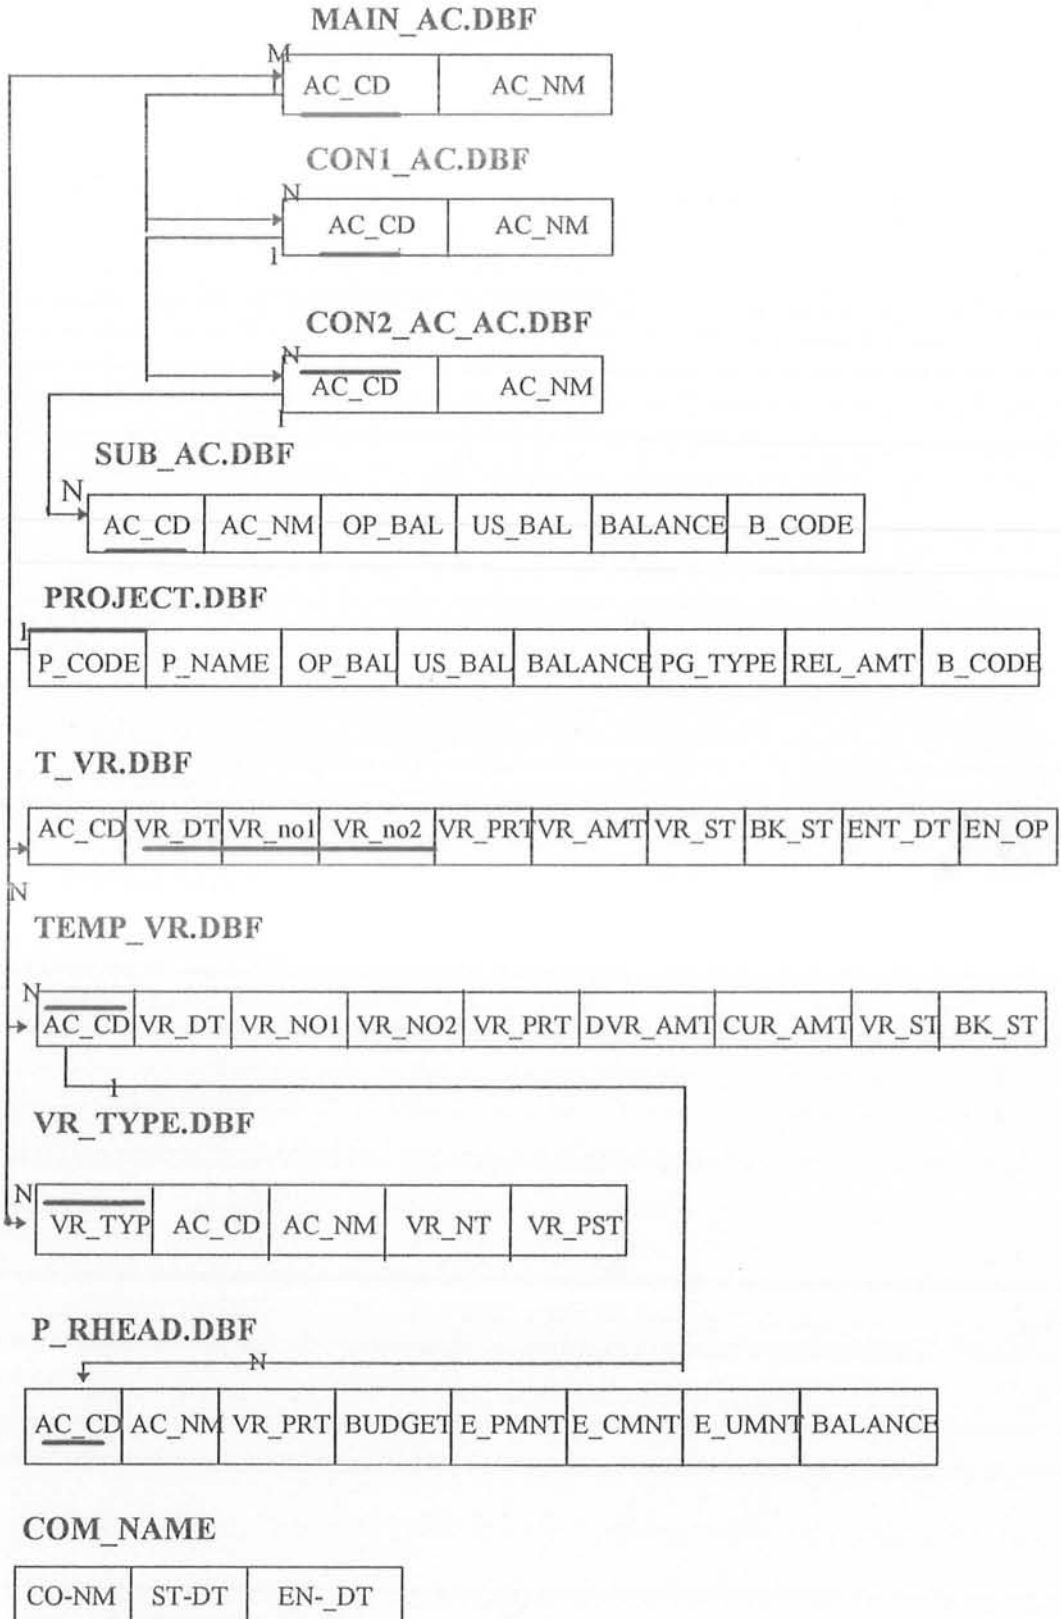 MAIN_AC.DBF
M
AC_CD AC_NM
1
CON1_AC.DBF
N
AC_CD AC_NM
1
CON2_AC_AC.DBF
N
AC_CD AC_NM
1
SUB_AC.DBF
N
AC_CD AC_NM OP_BAL US_BAL BALANCE B_CODE
PROJECT.DBF
1
P_CODE P_NAME OP_BAL US_BAL BALANCE PG_TYPE REL_AMT B_CODE
T_VR.DBF
AC_CD VR_DT VR_no1 VR_no2 VR_PRT VR_AMT VR_ST BK_ST ENT_DT EN_OP
N
TEMP_VR.DBF
N
AC_CD VR_DT VR_NO1 VR_NO2 VR_PRT DVR_AMT CUR_AMT VR_ST BK_ST
1
VR_TYPE.DBF
N
VR_TYP AC_CD AC_NM VR_NT VR_PST
P_RHEAD.DBF
N
AC_CD AC_NM VR_PRT BUDGET E_PMNT E_CMNT E_UMNT BALANCE
COM_NAME
CO-NM ST-DT EN-_DT